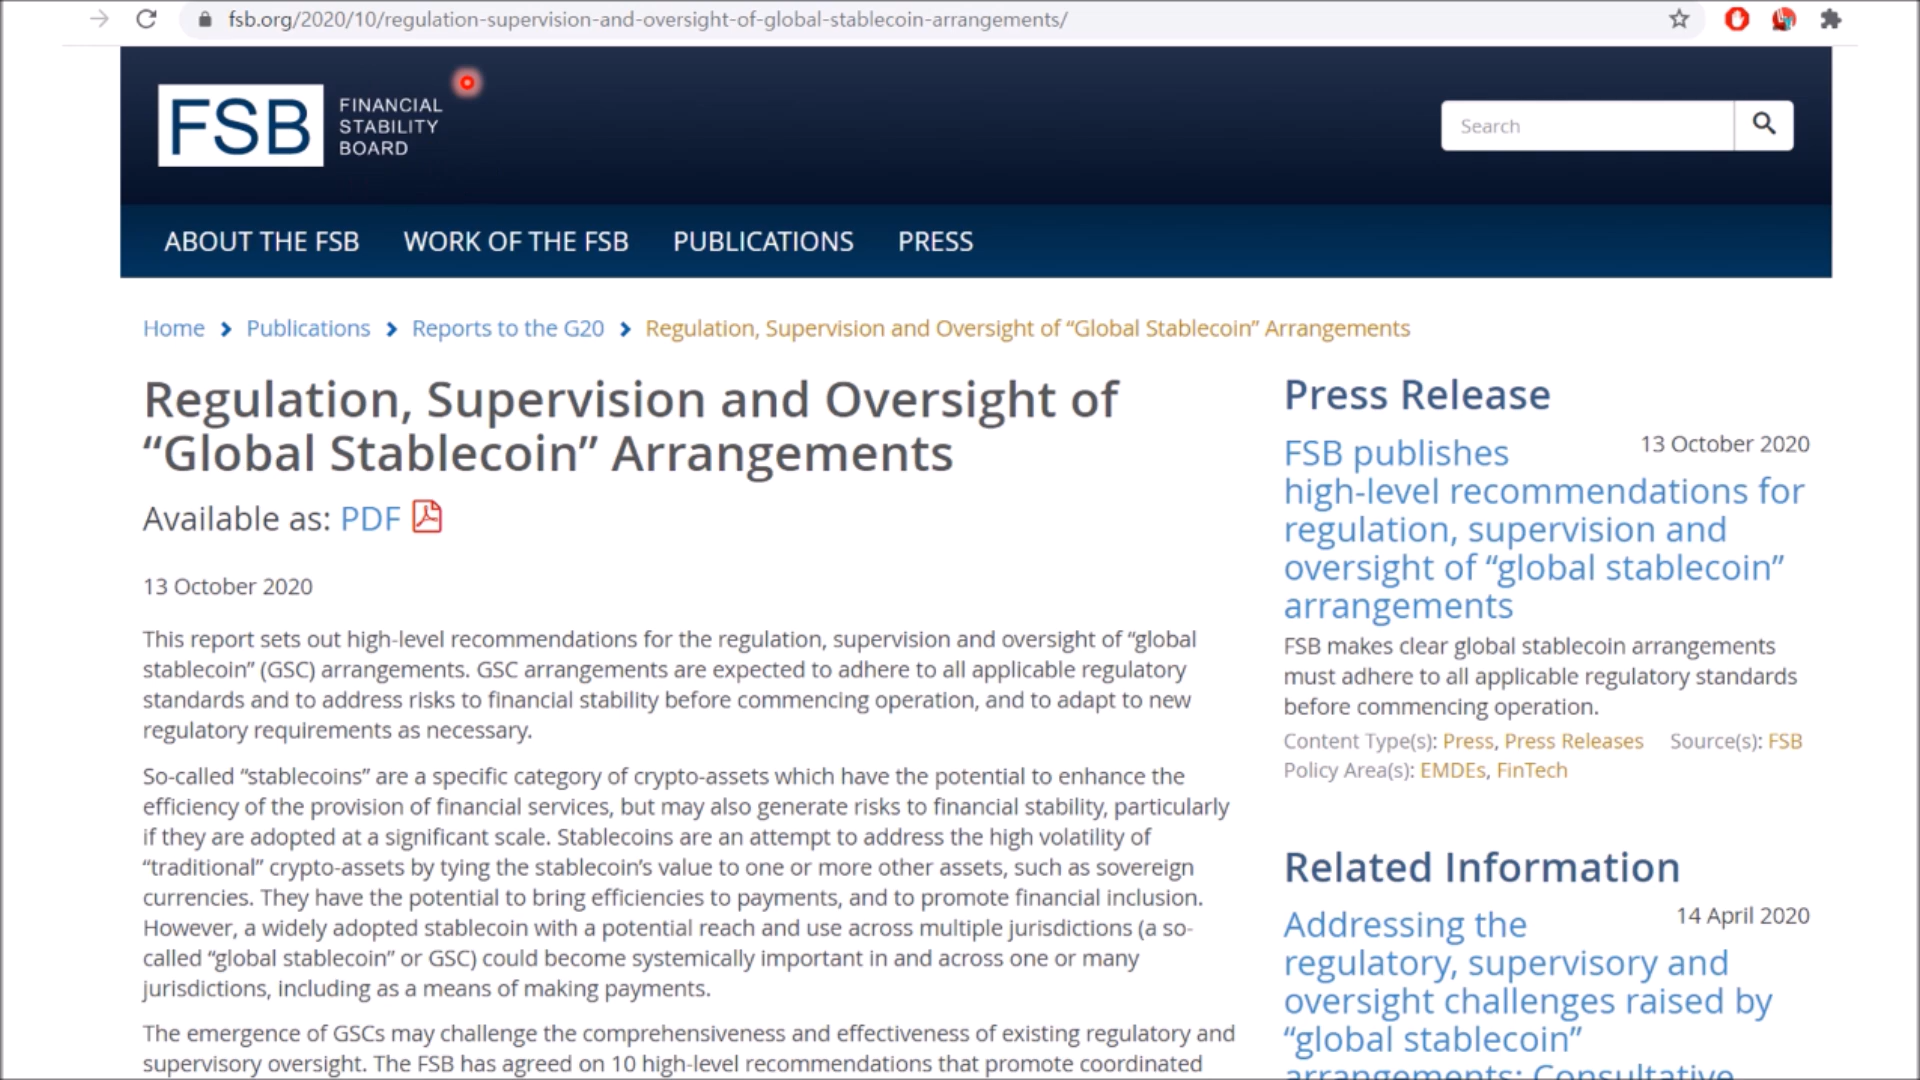 fsb.org/2020/10/regulation-supervision-and-oversight-of-global-stablecoin-arrangements/
FSB
FINANCIAL
STABILITY
BOARD
Search
ABOUT THE FSB WORK OF THE FSB PUBLICATIONS PRESS
Home > Publications > Reports to the G20 > Regulation, Supervision and Oversight of “Global Stablecoin” Arrangements
Regulation, Supervision and Oversight of
“Global Stablecoin” Arrangements
Available as: PDF
13 October 2020
This report sets out high-level recommendations for the regulation, supervision and oversight of “global
stablecoin” (GSC) arrangements. GSC arrangements are expected to adhere to all applicable regulatory
standards and to address risks to financial stability before commencing operation, and to adapt to new
regulatory requirements as necessary.
So-called “stablecoins” are a specific category of crypto-assets which have the potential to enhance the
efficiency of the provision of financial services, but may also generate risks to financial stability, particularly
if they are adopted at a significant scale. Stablecoins are an attempt to address the high volatility of
“traditional” crypto-assets by tying the stablecoin’s value to one or more other assets, such as sovereign
currencies. They have the potential to bring efficiencies to payments, and to promote financial inclusion.
However, a widely adopted stablecoin with a potential reach and use across multiple jurisdictions (a so-
called “global stablecoin” or GSC) could become systemically important in and across one or many
jurisdictions, including as a means of making payments.
The emergence of GSCs may challenge the comprehensiveness and effectiveness of existing regulatory and
supervisory oversight. The FSB has agreed on 10 high-level recommendations that promote coordinated
Press Release
13 October 2020
FSB publishes
high-level recommendations for
regulation, supervision and
oversight of “global stablecoin”
arrangements
FSB makes clear global stablecoin arrangements
must adhere to all applicable regulatory standards
before commencing operation.
Content Type(s): Press, Press Releases Source(s): FSB
Policy Area(s): EMDEs, FinTech
Related Information
14 April 2020
Addressing the
regulatory, supervisory and
oversight challenges raised by
“global stablecoin”
arrangements: Consultative